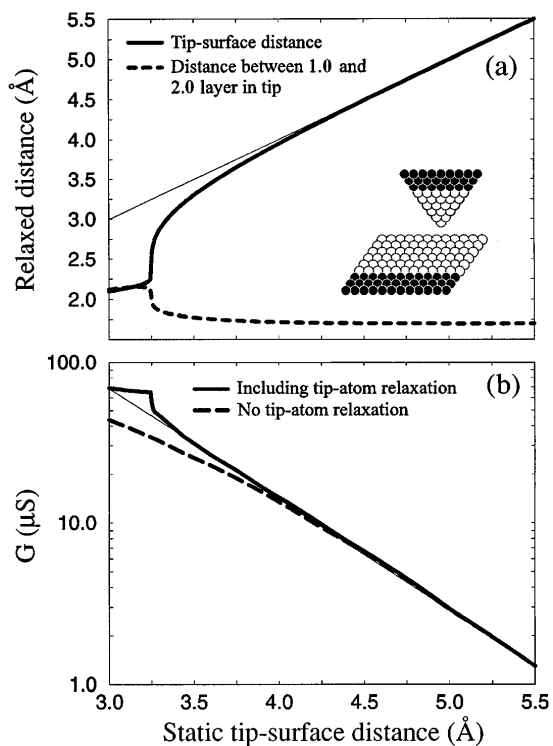 5.5
5.0
4.5
4.0
3.5
3.0
2.5
2.0
Relaxed distance (Å)
Tip-surface distance
Distance between 1.0 and
2.0 layer in tip
(a)
100.0
10.0
1.0
G (μS)
Including tip-atom relaxation
No tip-atom relaxation
(b)
3.0 3.5 4.0 4.5 5.0 5.5
Static tip-surface distance (Å)